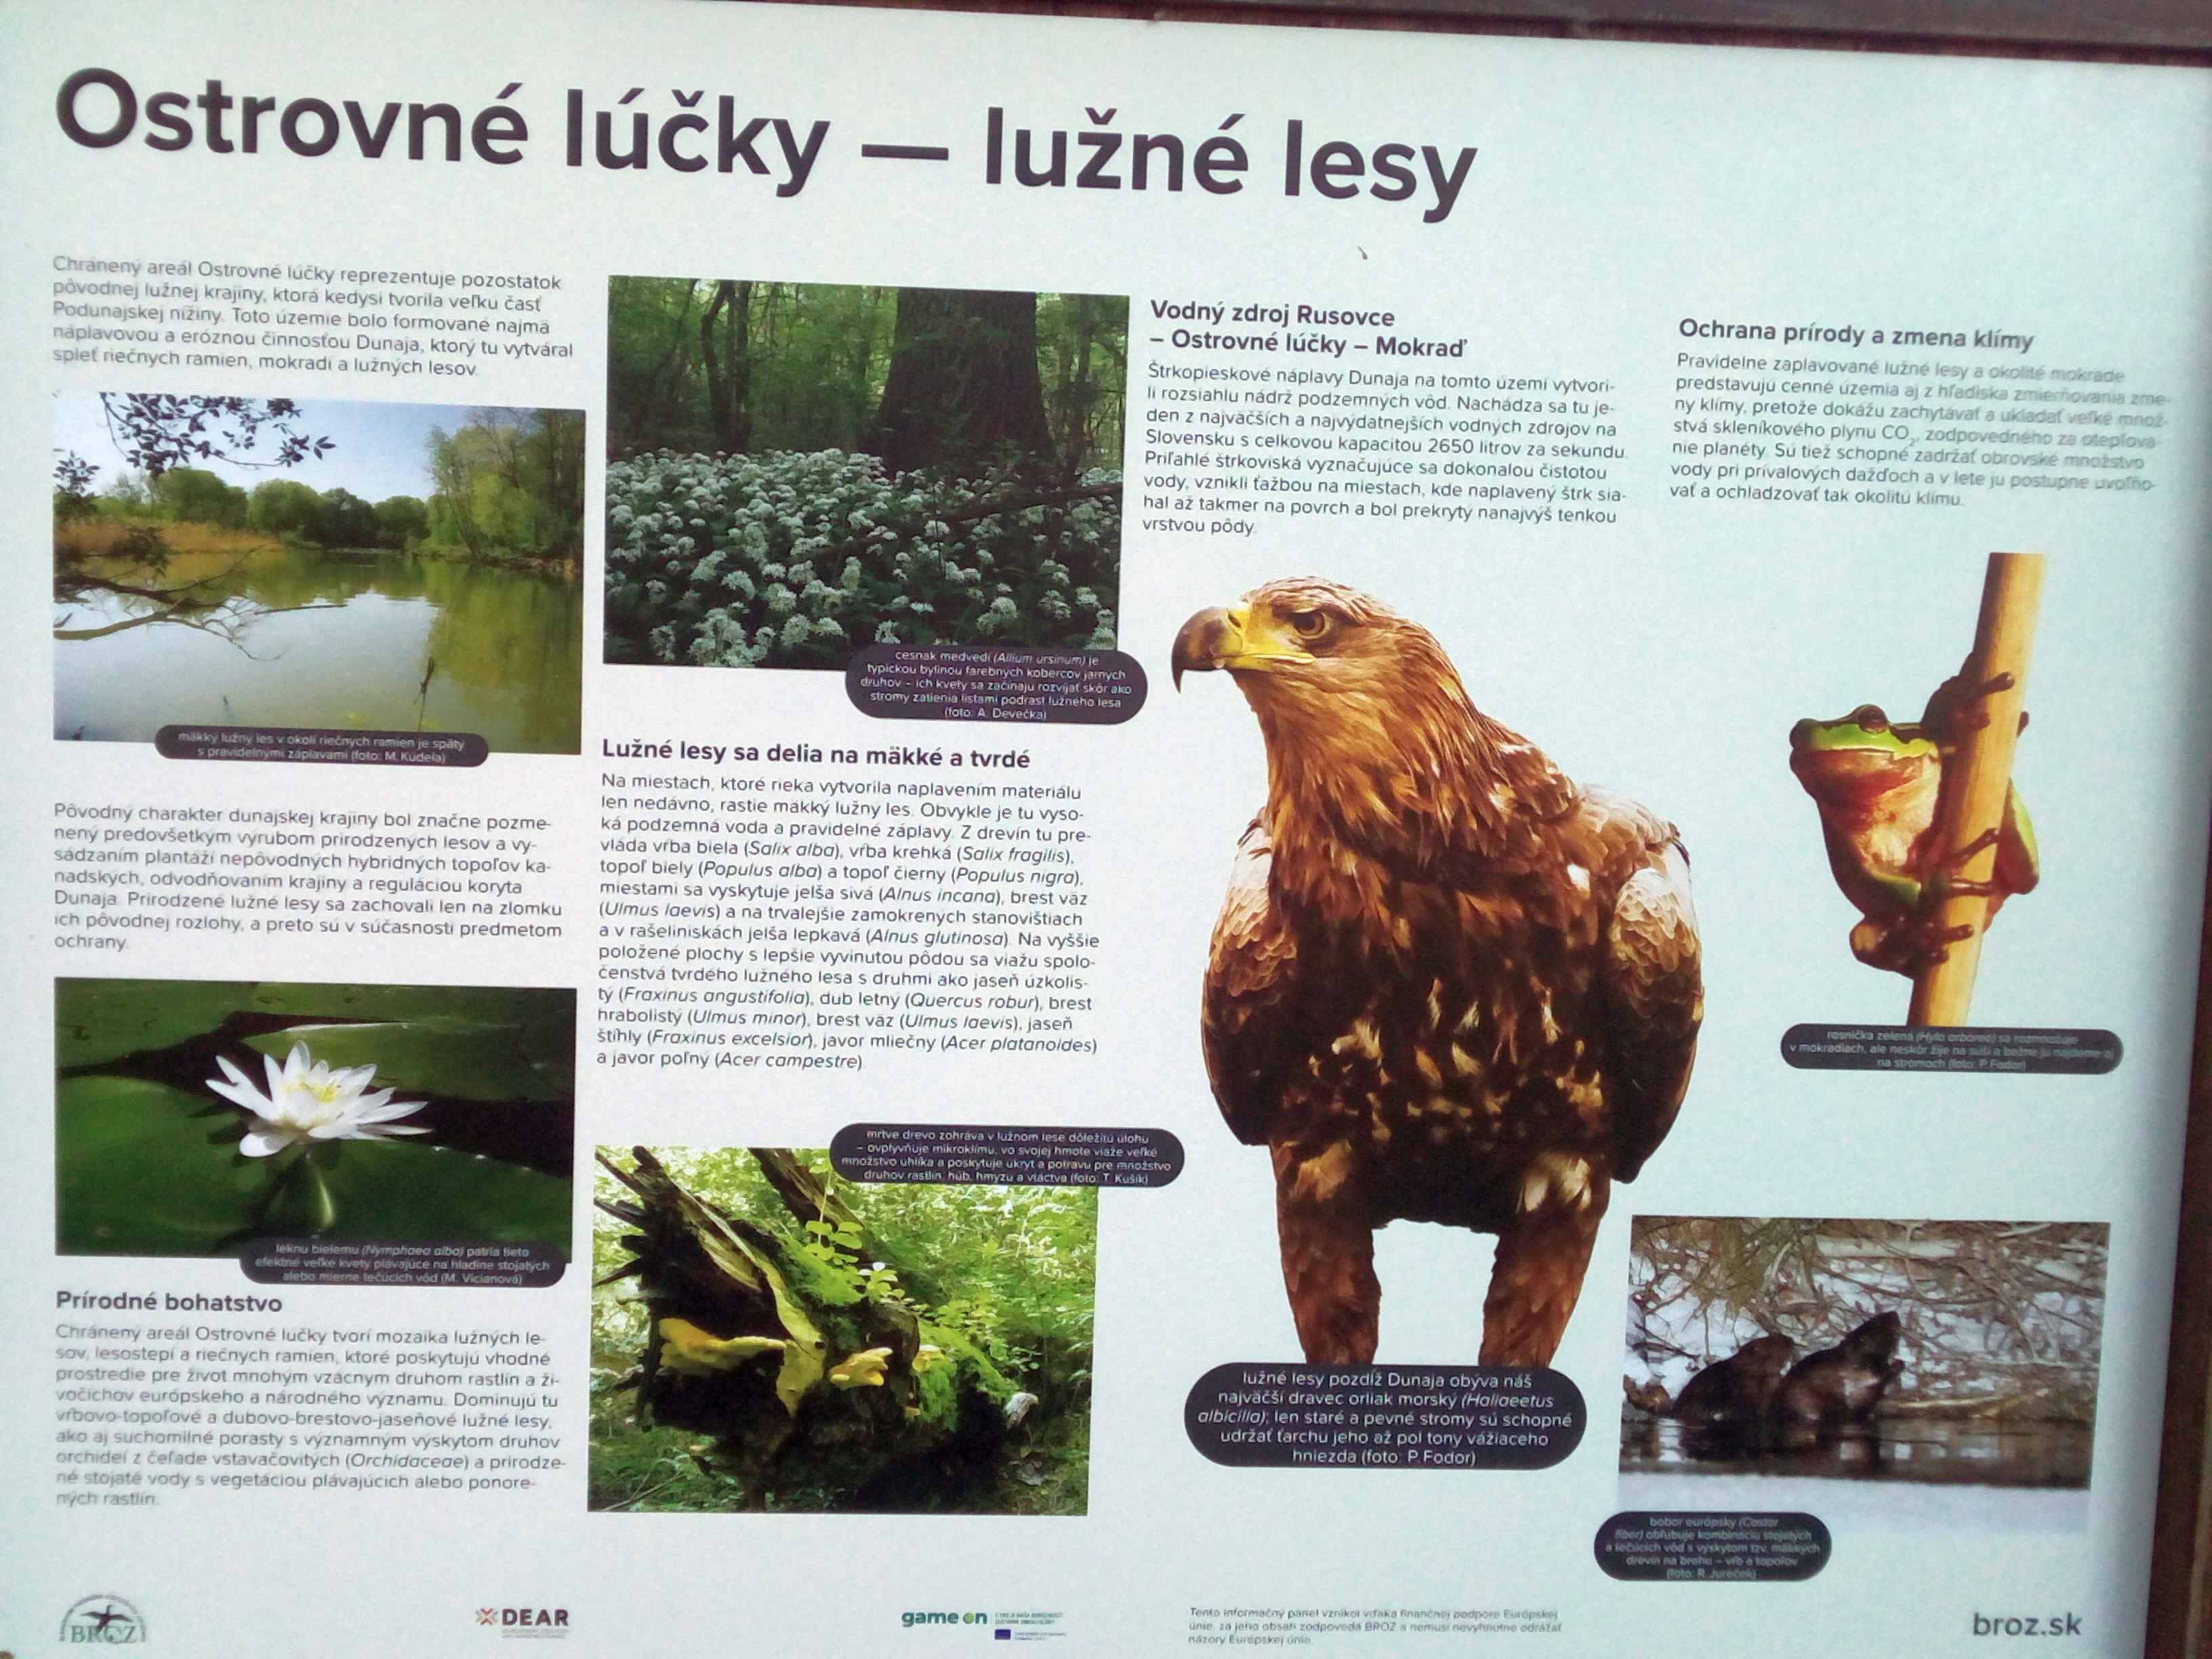 Ostrovné lúčky — lužné lesy
Chránený areál Ostrovné lúčky reprezentuje pozostatok
pôvodnej lužnej krajiny, ktorá kedysi tvorila veľkú časť
Podunajskej nížiny. Toto územie bolo formované najmä
náplavovou a eróznou činnosťou Dunaja, ktorý tu vytváral
spleť riečnych ramien, mokradí a lužných lesov.
mäkký lužný les v okolí riečnych ramien je spätý
s pravidelnými záplavami (foto: M. Kudela)
Pôvodný charakter dunajskej krajiny bol značne pozme-
nený predovšetkým výrubom prirodzených lesov a vy-
sádzaním plantáží nepôvodných hybridných topoľov ka-
nadských, odvodňovaním krajiny a reguláciou koryta
Dunaja. Prirodzené lužné lesy sa zachovali len na zlomku
ich pôvodnej rozlohy, a preto sú v súčasnosti predmetom
ochrany.
leknu bielemu (Nymphaea alba) patria tieto
efektné veľké kvety plávajúce na hladine stojatých
alebo mierne tečúcich vôd (M. Vicianová)
Prírodné bohatstvo
Chránený areál Ostrovné lúčky tvorí mozaika lužných le-
sov, lesostepí a riečnych ramien, ktoré poskytujú vhodné
prostredie pre život mnohým vzácnym druhom rastlín a ži-
vočíchov európskeho a národného významu. Dominujú tu
vŕbovo-topoľové a dubovo-brestovo-jaseňové lužné lesy,
ako aj suchomilné porasty s významným výskytom druhov
orchideí z čeľade vstavačovitých (Orchidaceae) a prirodze-
né stojaté vody s vegetáciou plávajúcich alebo ponore-
ných rastlín.
cesnak medvedí (Allium ursinum) je
typickou bylinou farebných kobercov jarných
druhov – ich kvety sa začínajú rozvíjať skôr ako
stromy zatienia listami podrast lužného lesa
(foto: A. Devečka)
Lužné lesy sa delia na mäkké a tvrdé
Na miestach, ktoré rieka vytvorila naplavením materiálu
len nedávno, rastie mäkký lužný les. Obvykle je tu vyso-
ká podzemná voda a pravidelné záplavy. Z drevín tu pre-
vláda vŕba biela (Salix alba), vŕba krehká (Salix fragilis),
topoľ biely (Populus alba) a topoľ čierny (Populus nigra),
miestami sa vyskytuje jelša sivá (Alnus incana), brest väz
(Ulmus laevis) a na trvalejšie zamokrených stanovištiach
a v rašeliniskách jelša lepkavá (Alnus glutinosa). Na vyššie
položené plochy s lepšie vyvinutou pôdou sa viažu spolo-
čenstvá tvrdého lužného lesa s druhmi ako jaseň úzkolis-
tý (Fraxinus angustifolia), dub letný (Quercus robur), brest
hrabolistý (Ulmus minor), brest väz (Ulmus laevis), jaseň
štíhly (Fraxinus excelsior), javor mliečny (Acer platanoides)
a javor poľný (Acer campestre).
mŕtve drevo zohráva v lužnom lese dôležitú úlohu
– ovplyvňuje mikroklímu, vo svojej hmote viaže veľké
množstvo uhlíka a poskytuje úkryt a potravu pre množstvo
druhov rastlín, húb, hmyzu a vtáctva (foto: T. Kušík)
Vodný zdroj Rusovce
– Ostrovné lúčky – Mokraď
Štrkopieskové náplavy Dunaja na tomto území vytvori-
li rozsiahlu nádrž podzemných vôd. Nachádza sa tu je-
den z najväčších a najvýdatnejších vodných zdrojov na
Slovensku s celkovou kapacitou 2650 litrov za sekundu.
Priľahlé štrkoviská vyznačujúce sa dokonalou čistotou
vody, vznikli ťažbou na miestach, kde naplavený štrk sia-
hal až takmer na povrch a bol prekrytý nanajvýš tenkou
vrstvou pôdy.
lužné lesy pozdĺž Dunaja obýva náš
najväčší dravec orliak morský (Haliaeetus
albicilla); len staré a pevné stromy sú schopné
udržať ťarchu jeho až pol tony vážiaceho
hniezda (foto: P. Fodor)
Ochrana prírody a zmena klímy
Pravidelne zaplavované lužné lesy a okolité mokrade
predstavujú cenné územia aj z hľadiska zmierňovania zme-
ny klímy, pretože dokážu zachytávať a ukladať veľké množ-
stvá skleníkového plynu CO₂, zodpovedného za otepľova-
nie planéty. Sú tiež schopné zadržať obrovské množstvo
vody pri prívalových dažďoch a v lete ju postupne uvoľňo-
vať a ochladzovať tak okolitú klímu.
rosnička zelená (Hyla arborea) sa rozmnožuje
v mokradiach, ale neskôr žije na suši a bežne ju nájdeme aj
na stromoch (foto: P. Fodor)
bobor európsky (Castor
fiber) obľubuje kombináciu stojatých
a tečúcich vôd s výskytom tzv. mäkkých
drevín na brehu – vŕb a topoľov
(foto: R. Jureček)
BROZ
DEAR
game on
Tento informačný panel vznikol vďaka finančnej podpore Európskej
únie, za jeho obsah zodpovedá BROZ a nemusí nevyhnutne odrážať
názory Európskej únie.
broz.sk